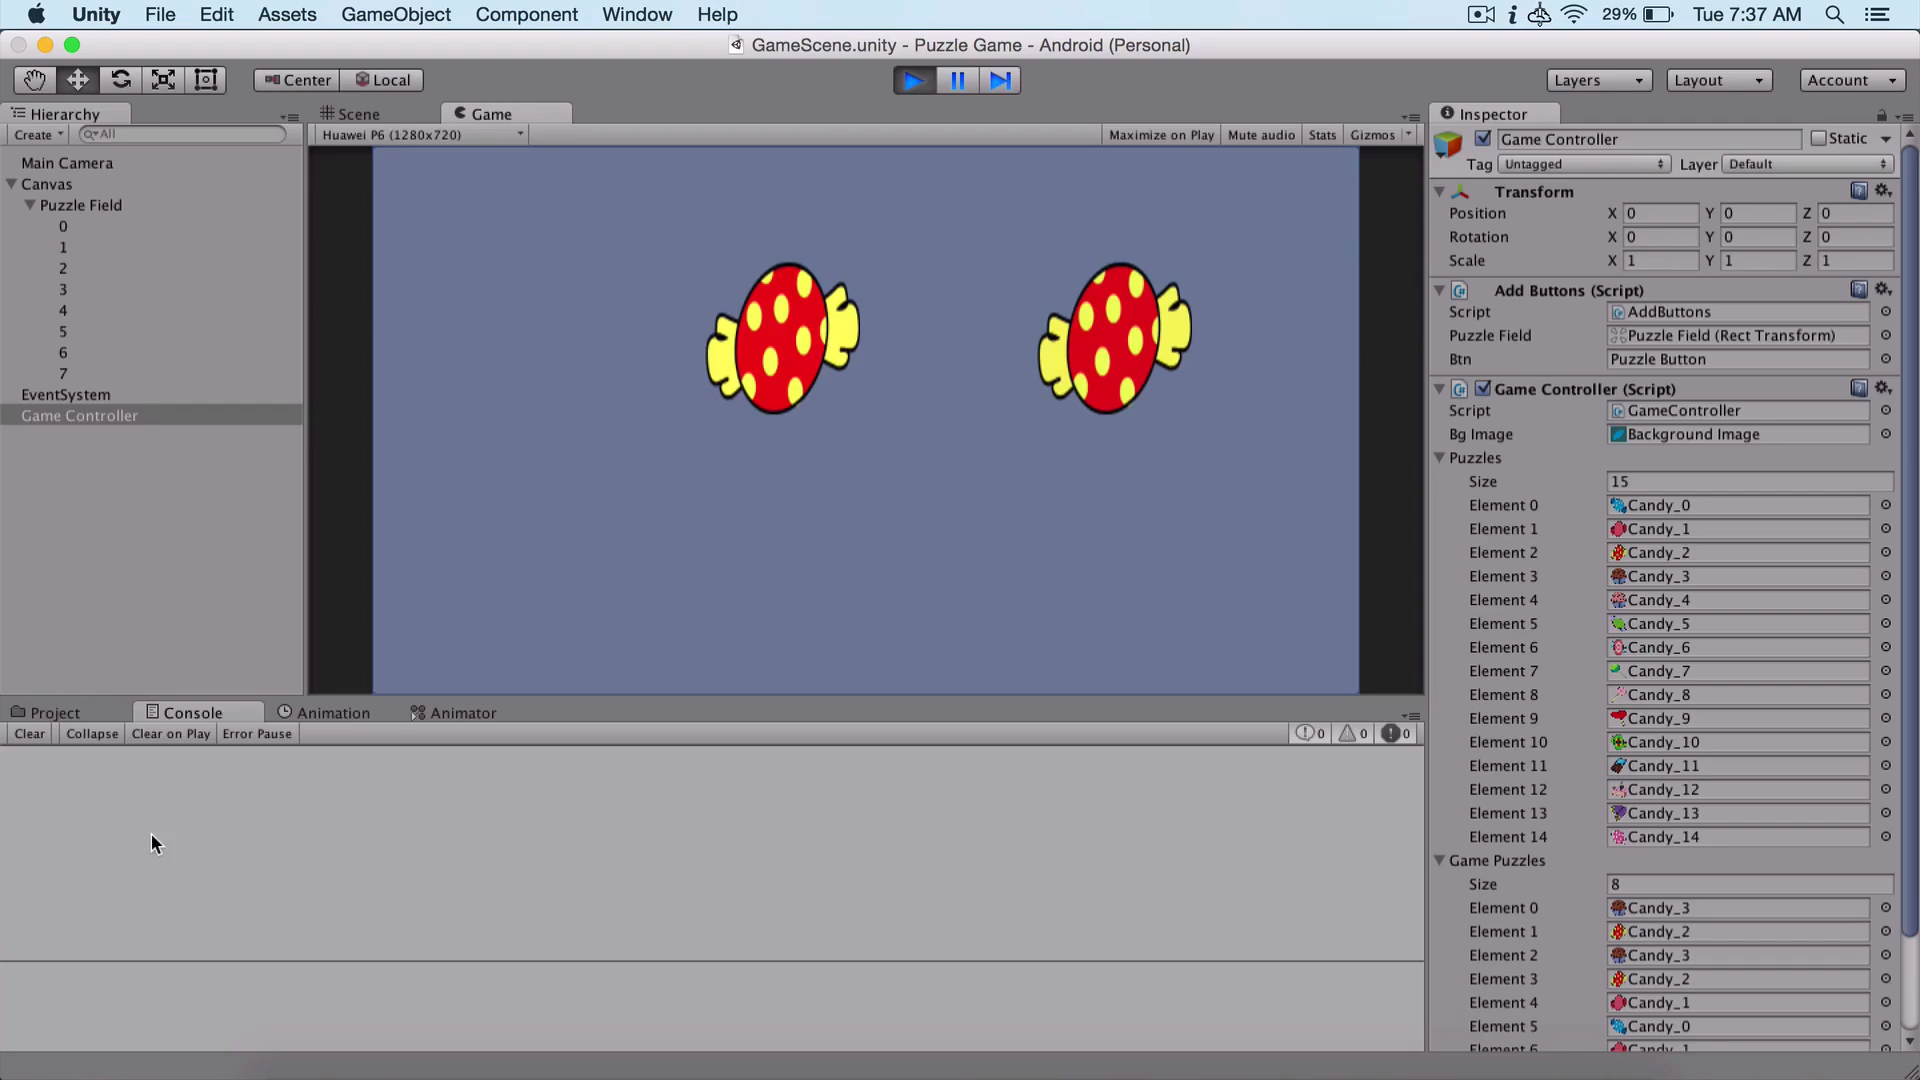 Unity File Edit Assets GameObject Component Window Help 29% Tue 7:37 AM
GameScene.unity - Puzzle Game - Android (Personal)
Center Local Layers Layout Account
Hierarchy Scene Game Inspector
Create All Huawei P6 (1280x720) Maximize on Play Mute audio Stats Gizmos
Game Controller Static
Tag Untagged Layer Default
Main Camera
Canvas
Puzzle Field
0
1
2
3
4
5
6
7
EventSystem
Game Controller
Transform
Position X 0 Y 0 Z 0
Rotation X 0 Y 0 Z 0
Scale X 1 Y 1 Z 1
Add Buttons (Script)
Script AddButtons
Puzzle Field Puzzle Field (Rect Transform)
Btn Puzzle Button
Game Controller (Script)
Script GameController
Bg Image Background Image
Puzzles
Size 15
Element 0 Candy_0
Element 1 Candy_1
Element 2 Candy_2
Element 3 Candy_3
Element 4 Candy_4
Element 5 Candy_5
Element 6 Candy_6
Element 7 Candy_7
Element 8 Candy_8
Element 9 Candy_9
Element 10 Candy_10
Element 11 Candy_11
Element 12 Candy_12
Element 13 Candy_13
Element 14 Candy_14
Game Puzzles
Size 8
Element 0 Candy_3
Element 1 Candy_2
Element 2 Candy_3
Element 3 Candy_2
Element 4 Candy_1
Element 5 Candy_0
Element 6 Candy_1
Project Console Animation Animator
Clear Collapse Clear on Play Error Pause 0 0 0